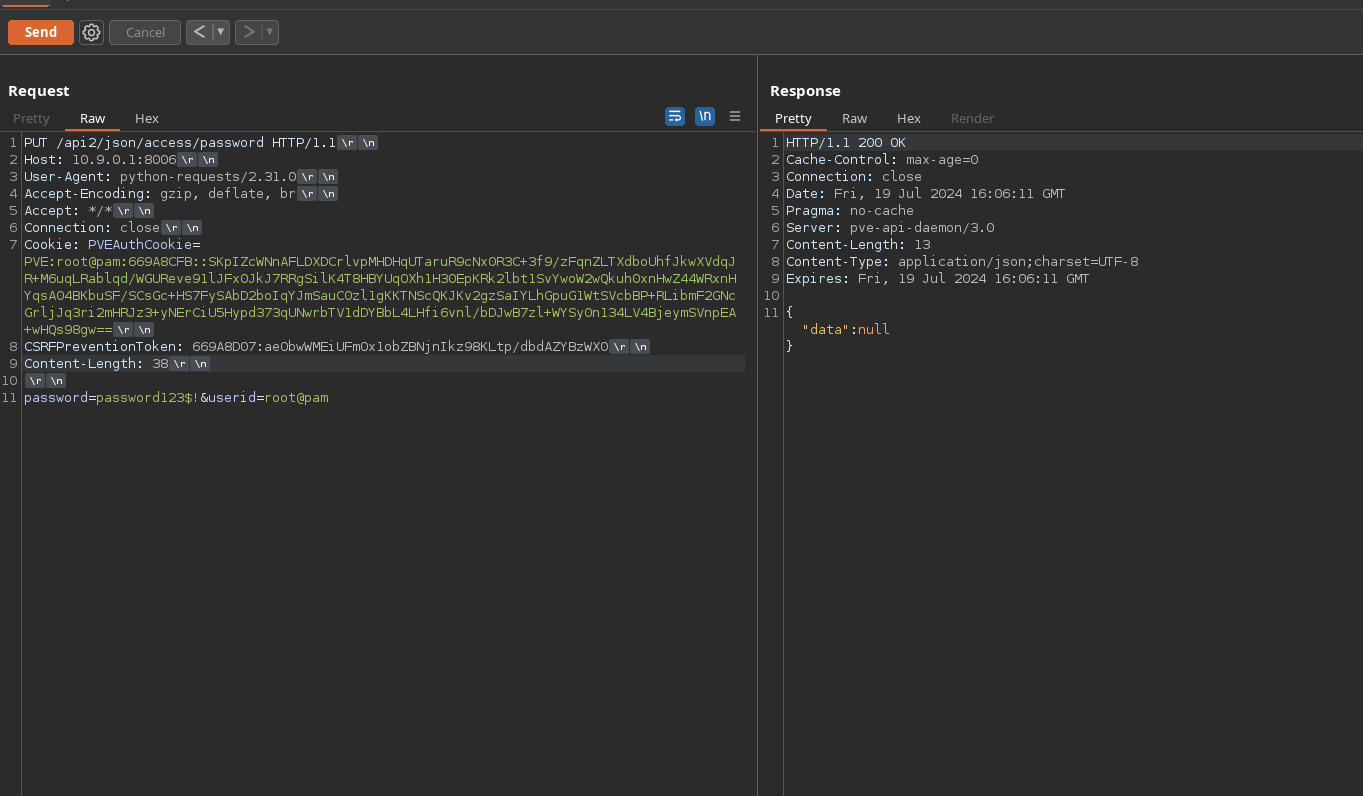 Send
Cancel
<
>
Request
Pretty
Raw
Hex
\n
1 PUT /api2/json/access/password HTTP/1.1 \r \n
2 Host: 10.9.0.1:8006 \r \n
3 User-Agent: python-requests/2.31.0 \r \n
4 Accept-Encoding: gzip, deflate, br \r \n
5 Accept: */* \r \n
6 Connection: close \r \n
7 Cookie: PVEAuthCookie=
PVE:root@pam:669A8CFB::SKpIZcWNnAFLDXDCrlvpMHDHqUTaruR9cNxOR3C+3f9/zFqnZLTXdboUhfJkwXVdqJ
R+M6uqLRablqd/WGUReve91lJFxOJkJ7RRgSilK4T8HBYUqOXh1H30EpKRk2lbt1SvYwoW2wQkuhOxnHwZ44WRxnH
YqsAO4BKbuSF/SCsGc+HS7FySAbD2boIqYJmSauCOzl1gKKTNScQKJKv2gzSaIYLhGpuG1WtSVcbBP+RLibmF2GNc
GrljJq3ri2mHRJz3+yNErCiU5Hypd373qUNwrbTV1dDYBbL4LHfi6vnl/bDJwB7zl+WYSyOn134LV4BjeymSVnpEA
+wHQs98gw== \r \n
8 CSRFPreventionToken: 669A8D07:aeObwWMEiUFmOx1obZBNjnIkz98KLtp/dbdAZYBzWXO \r \n
9 Content-Length: 38 \r \n
10 \r \n
11 password=password123$!&userid=root@pam
Response
Pretty
Raw
Hex
Render
1 HTTP/1.1 200 OK
2 Cache-Control: max-age=0
3 Connection: close
4 Date: Fri, 19 Jul 2024 16:06:11 GMT
5 Pragma: no-cache
6 Server: pve-api-daemon/3.0
7 Content-Length: 13
8 Content-Type: application/json;charset=UTF-8
9 Expires: Fri, 19 Jul 2024 16:06:11 GMT
10
11 {
"data":null
}